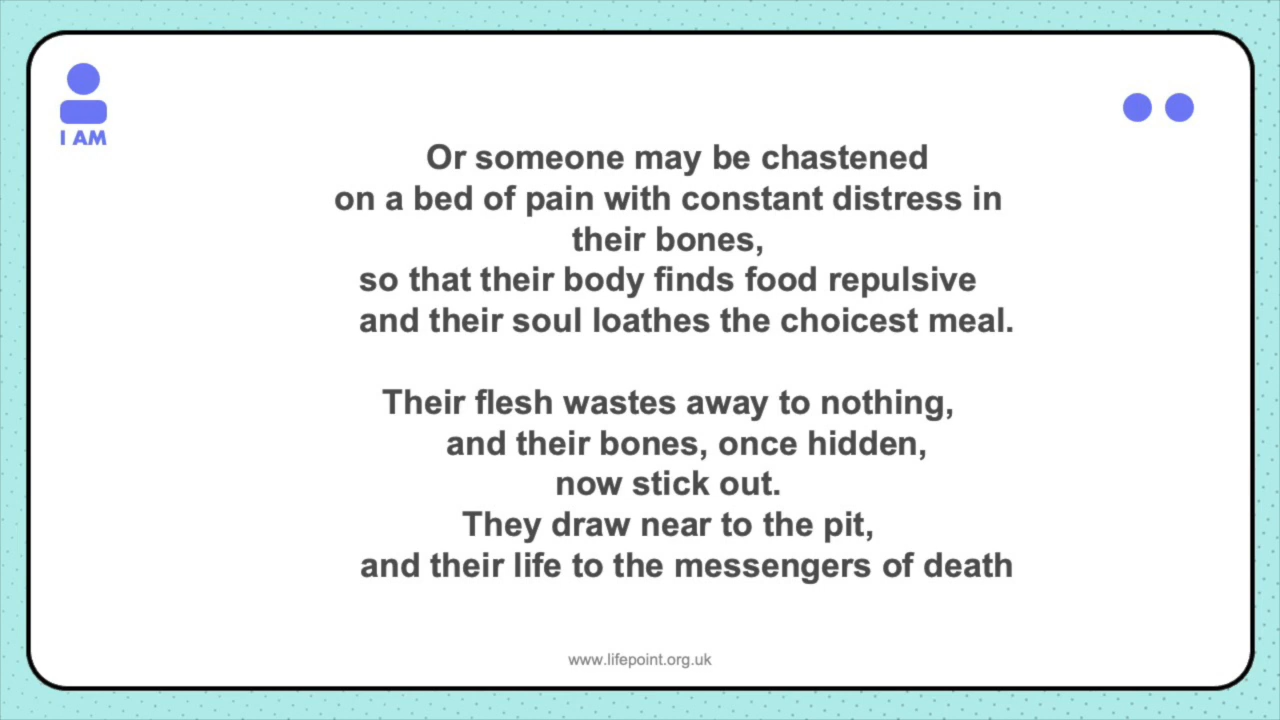 I AM
Or someone may be chastened
on a bed of pain with constant distress in
their bones,
so that their body finds food repulsive
and their soul loathes the choicest meal.
Their flesh wastes away to nothing,
and their bones, once hidden,
now stick out.
They draw near to the pit,
and their life to the messengers of death
www.lifepoint.org.uk